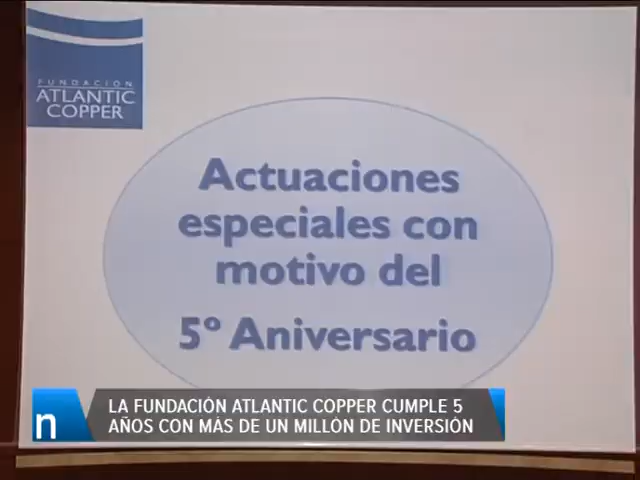 FUNDACIÓN
ATLANTIC
COPPER
Actuaciones
especiales con
motivo del
5º Aniversario
n
LA FUNDACIÓN ATLANTIC COPPER CUMPLE 5
AÑOS CON MÁS DE UN MILLÓN DE INVERSIÓN